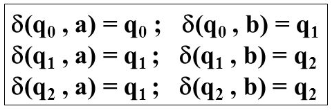 δ(q₀ , a) = q₀ ;   δ(q₀ , b) = q₁
δ(q₁ , a) = q₁ ;   δ(q₁ , b) = q₂
δ(q₂ , a) = q₁ ;   δ(q₂ , b) = q₂